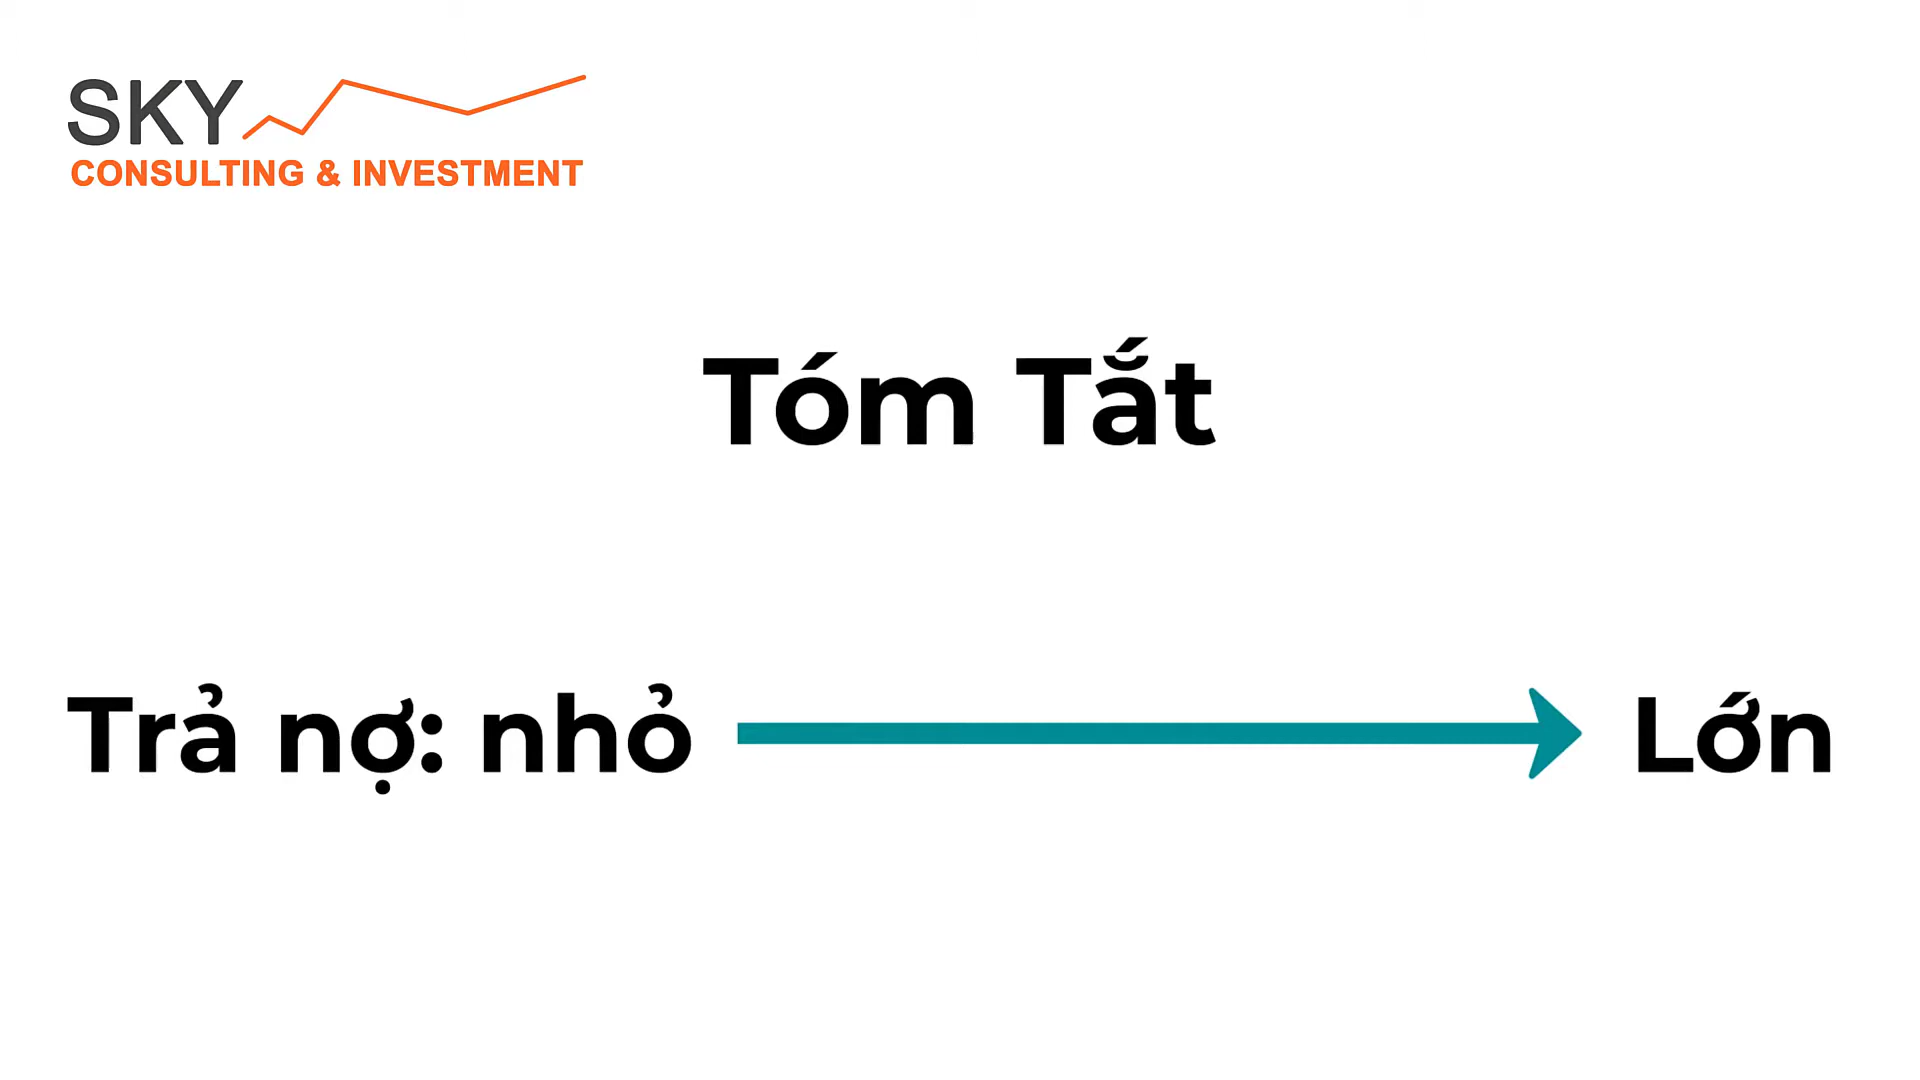 SKY
CONSULTING & INVESTMENT
Tóm Tắt
Trả nợ: nhỏ Lớn